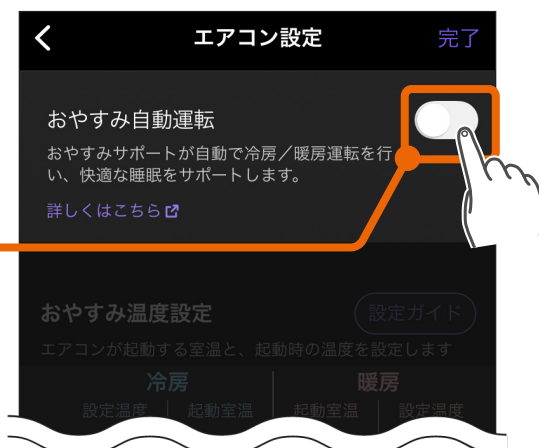 エアコン設定
完了
おやすみ自動運転
おやすみサポートが自動で冷房／暖房運転を行
い、快適な睡眠をサポートします。
詳しくはこちら
おやすみ温度設定
設定ガイド
エアコンが起動する室温と、起動時の温度を設定します
冷房
暖房
設定温度
起動室温
起動室温
設定温度